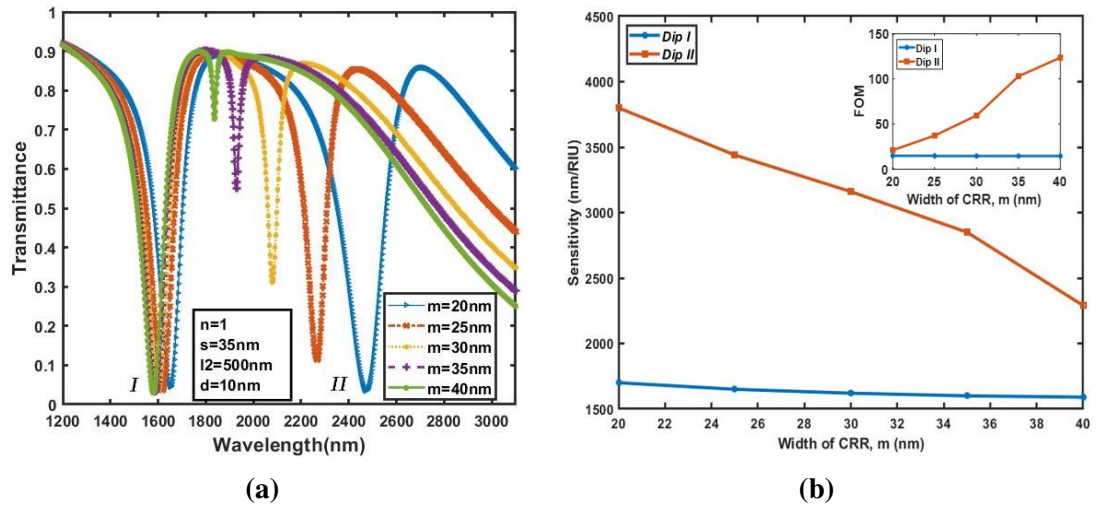 Transmittance
1
0.9
0.8
0.7
0.6
0.5
0.4
0.3
0.2
0.1
0
1200 1400 1600 1800 2000 2200 2400 2600 2800 3000
Wavelength(nm)
I
II
n=1
s=35nm
l2=500nm
d=10nm
m=20nm
m=25nm
m=30nm
m=35nm
m=40nm
(a)
Sensitivity (nm/RIU)
4500
4000
3500
3000
2500
2000
1500
20 22 24 26 28 30 32 34 36 38 40
Width of CRR, m (nm)
Dip I
Dip II
FOM
150
100
50
0
20 25 30 35 40
Width of CRR, m (nm)
Dip I
Dip II
(b)